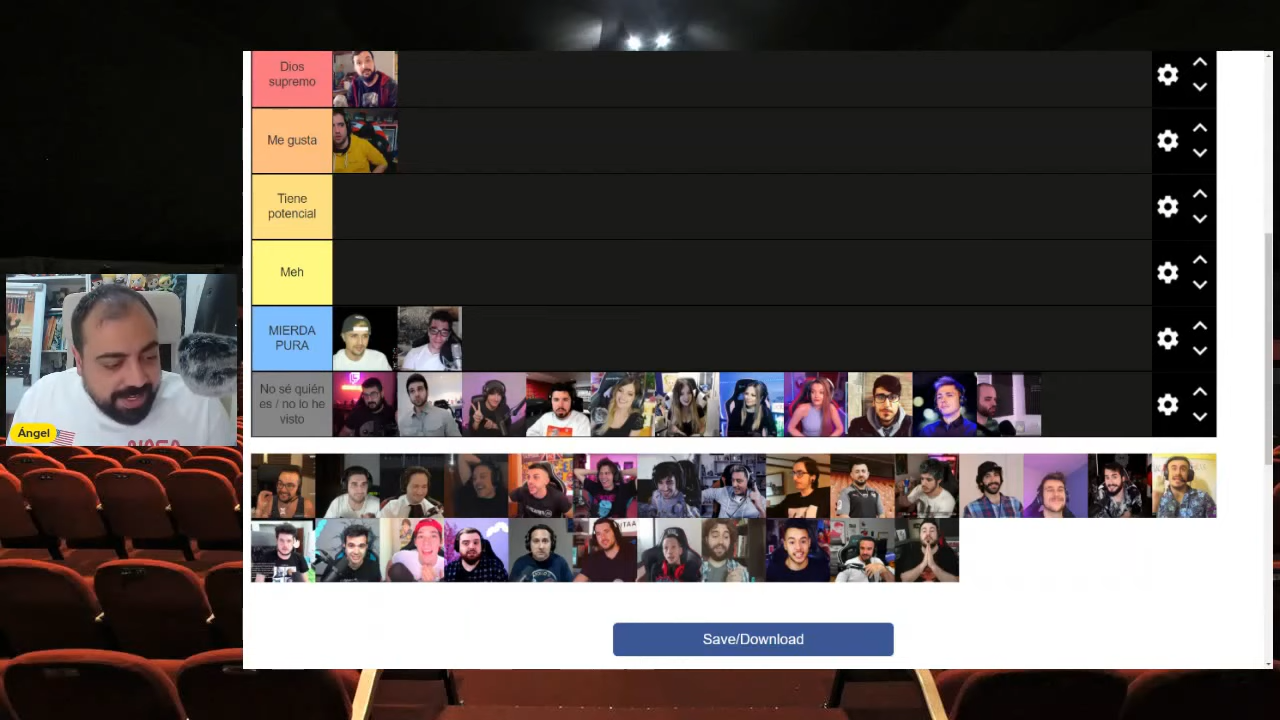 Dios
supremo
Me gusta
Tiene
potencial
Meh
MIERDA
PURA
No sé quién
es / no lo he
visto
Ángel
NASA
Save/Download